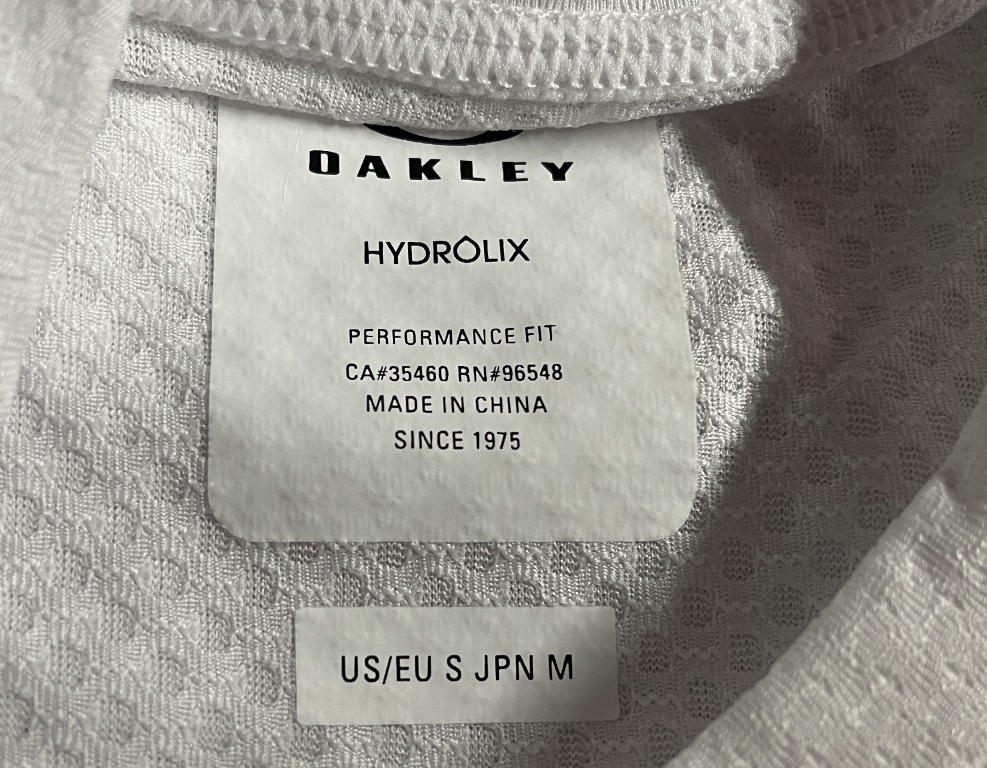 OAKLEY
HYDROLIX
PERFORMANCE FIT
CA#35460 RN#96548
MADE IN CHINA
SINCE 1975
US/EU S JPN M